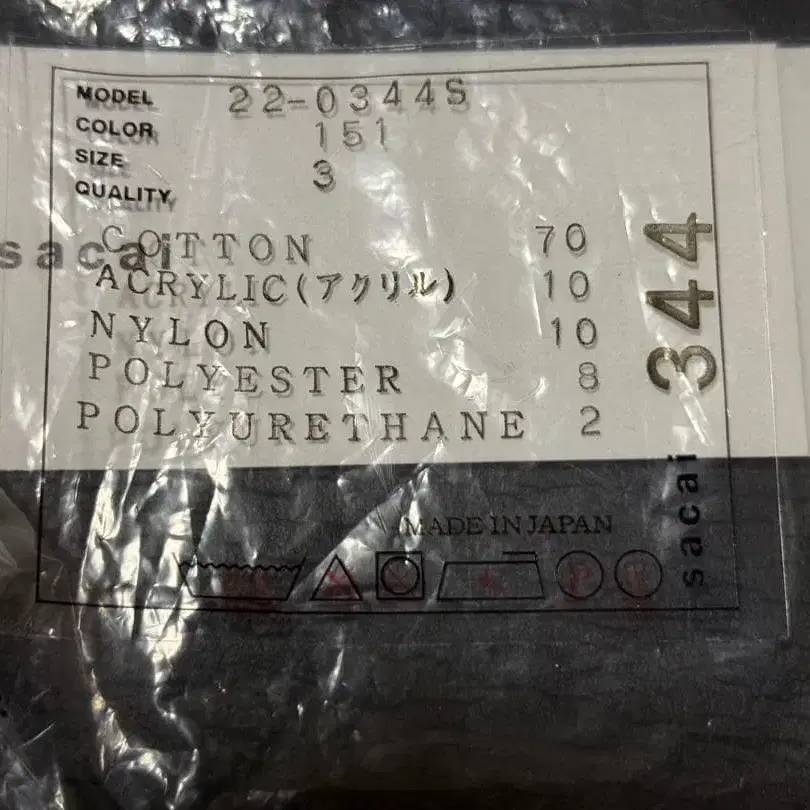 MODEL 22-0344S
COLOR 151
SIZE 3
QUALITY
sacai
COTTON 70
ACRYLIC(アクリル) 10
NYLON 10
POLYESTER 8
POLYURETHANE 2
344
sacai
MADE IN JAPAN